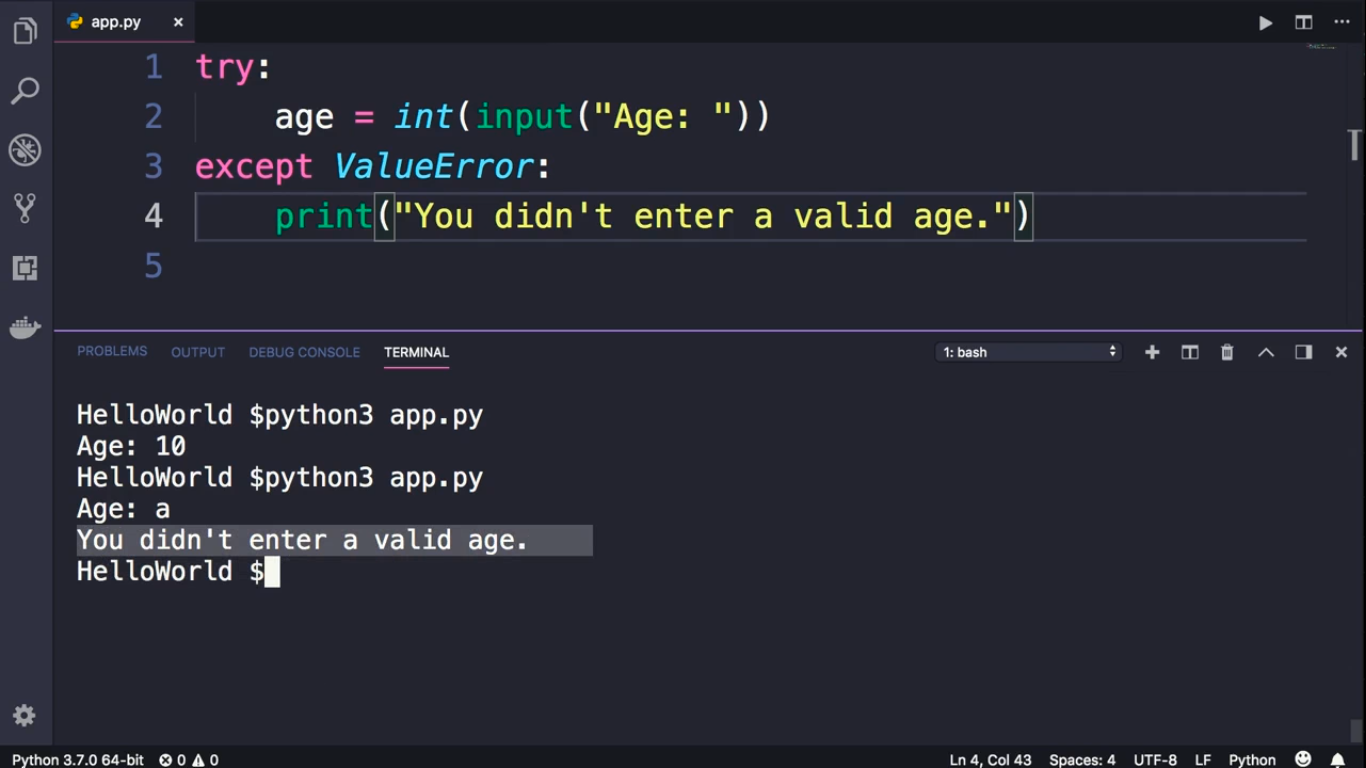 app.py ×
1 try:
2     age = int(input("Age: "))
3 except ValueError:
4     print("You didn't enter a valid age.")
5
PROBLEMS OUTPUT DEBUG CONSOLE TERMINAL 1: bash
HelloWorld $python3 app.py
Age: 10
HelloWorld $python3 app.py
Age: a
You didn't enter a valid age.
HelloWorld $
Python 3.7.0 64-bit 0 0 Ln 4, Col 43 Spaces: 4 UTF-8 LF Python